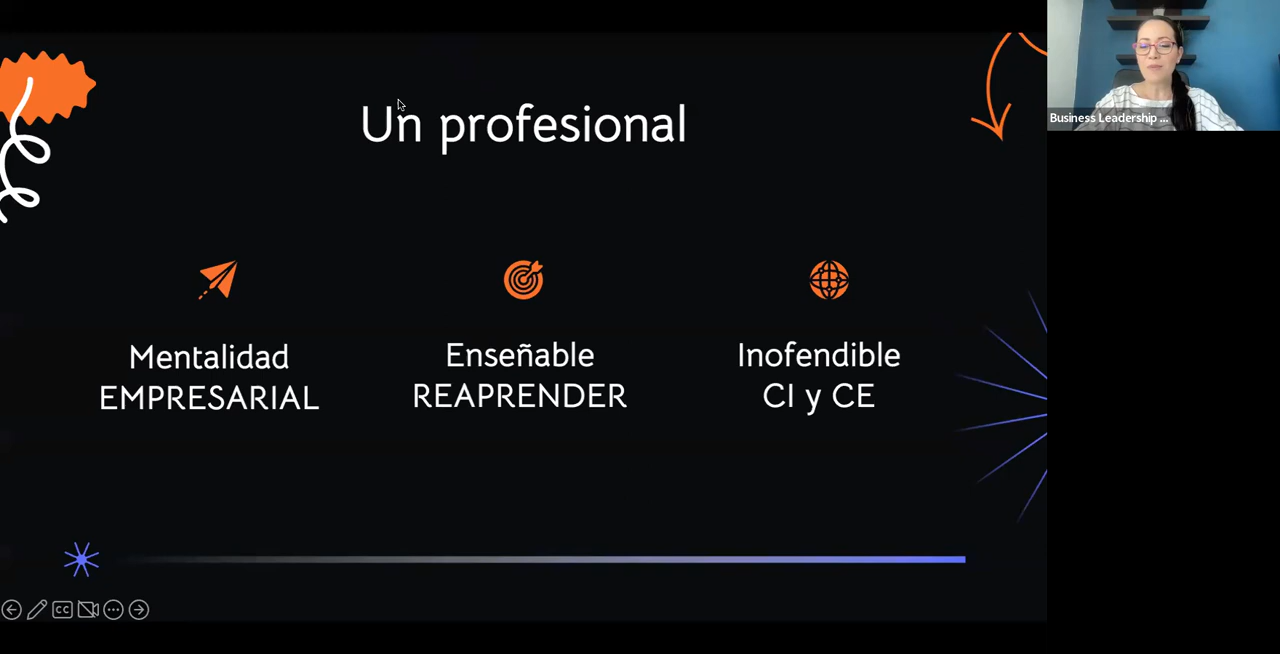 Un profesional
Mentalidad
EMPRESARIAL
Enseñable
REAPRENDER
Inofendible
CI y CE
Business Leadership ...
CC